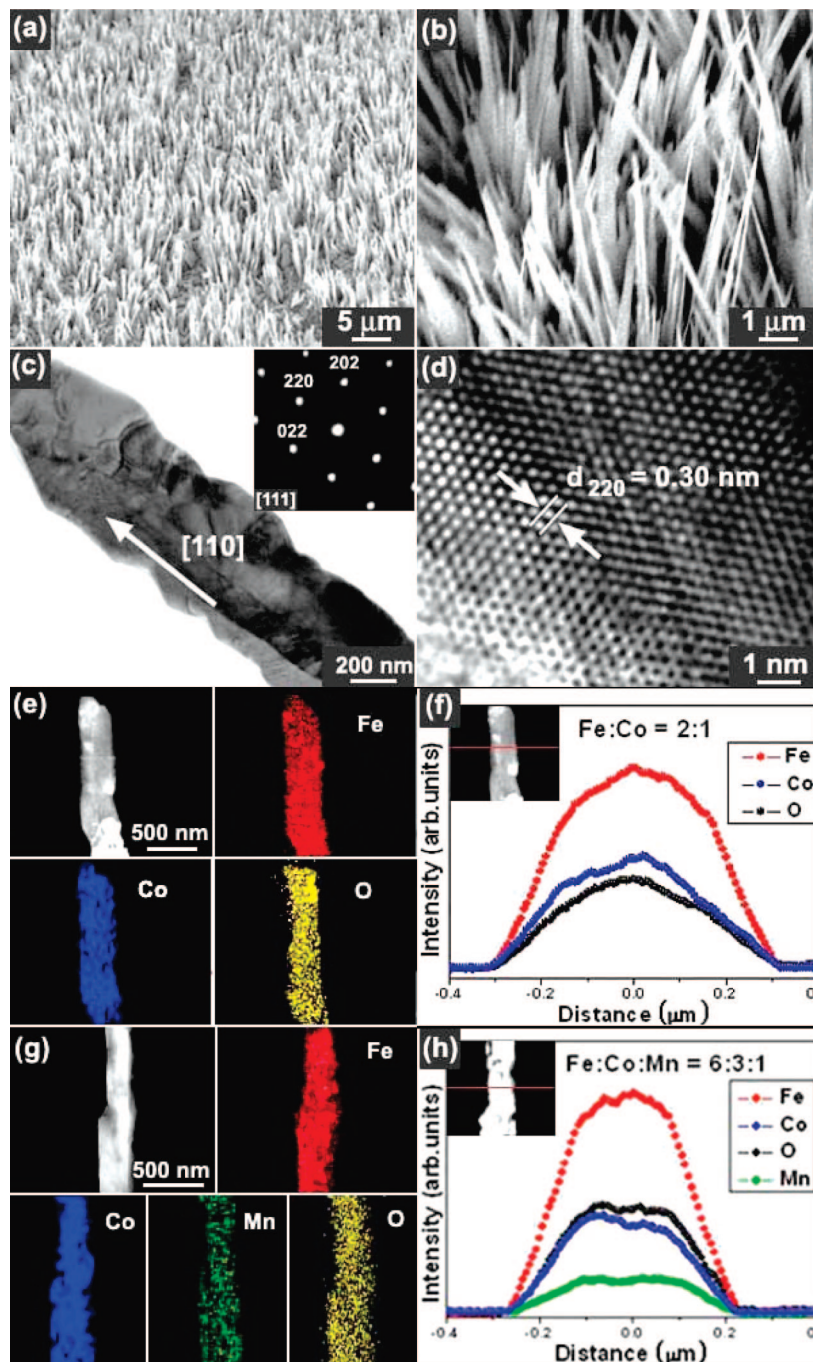 (a)
5 μm
(b)
1 μm
(c)
202
220
022
[111]
[110]
200 nm
(d)
d220 = 0.30 nm
1 nm
(e)
500 nm
Fe
Co
O
(f)
Fe:Co = 2:1
Fe
Co
O
Intensity (arb.units)
-0.4 -0.2 0.0 0.2
Distance (μm)
(g)
500 nm
Fe
Co
Mn
O
(h)
Fe:Co:Mn = 6:3:1
Fe
Co
O
Mn
Intensity (arb.units)
-0.4 -0.2 0.0 0.2
Distance (μm)